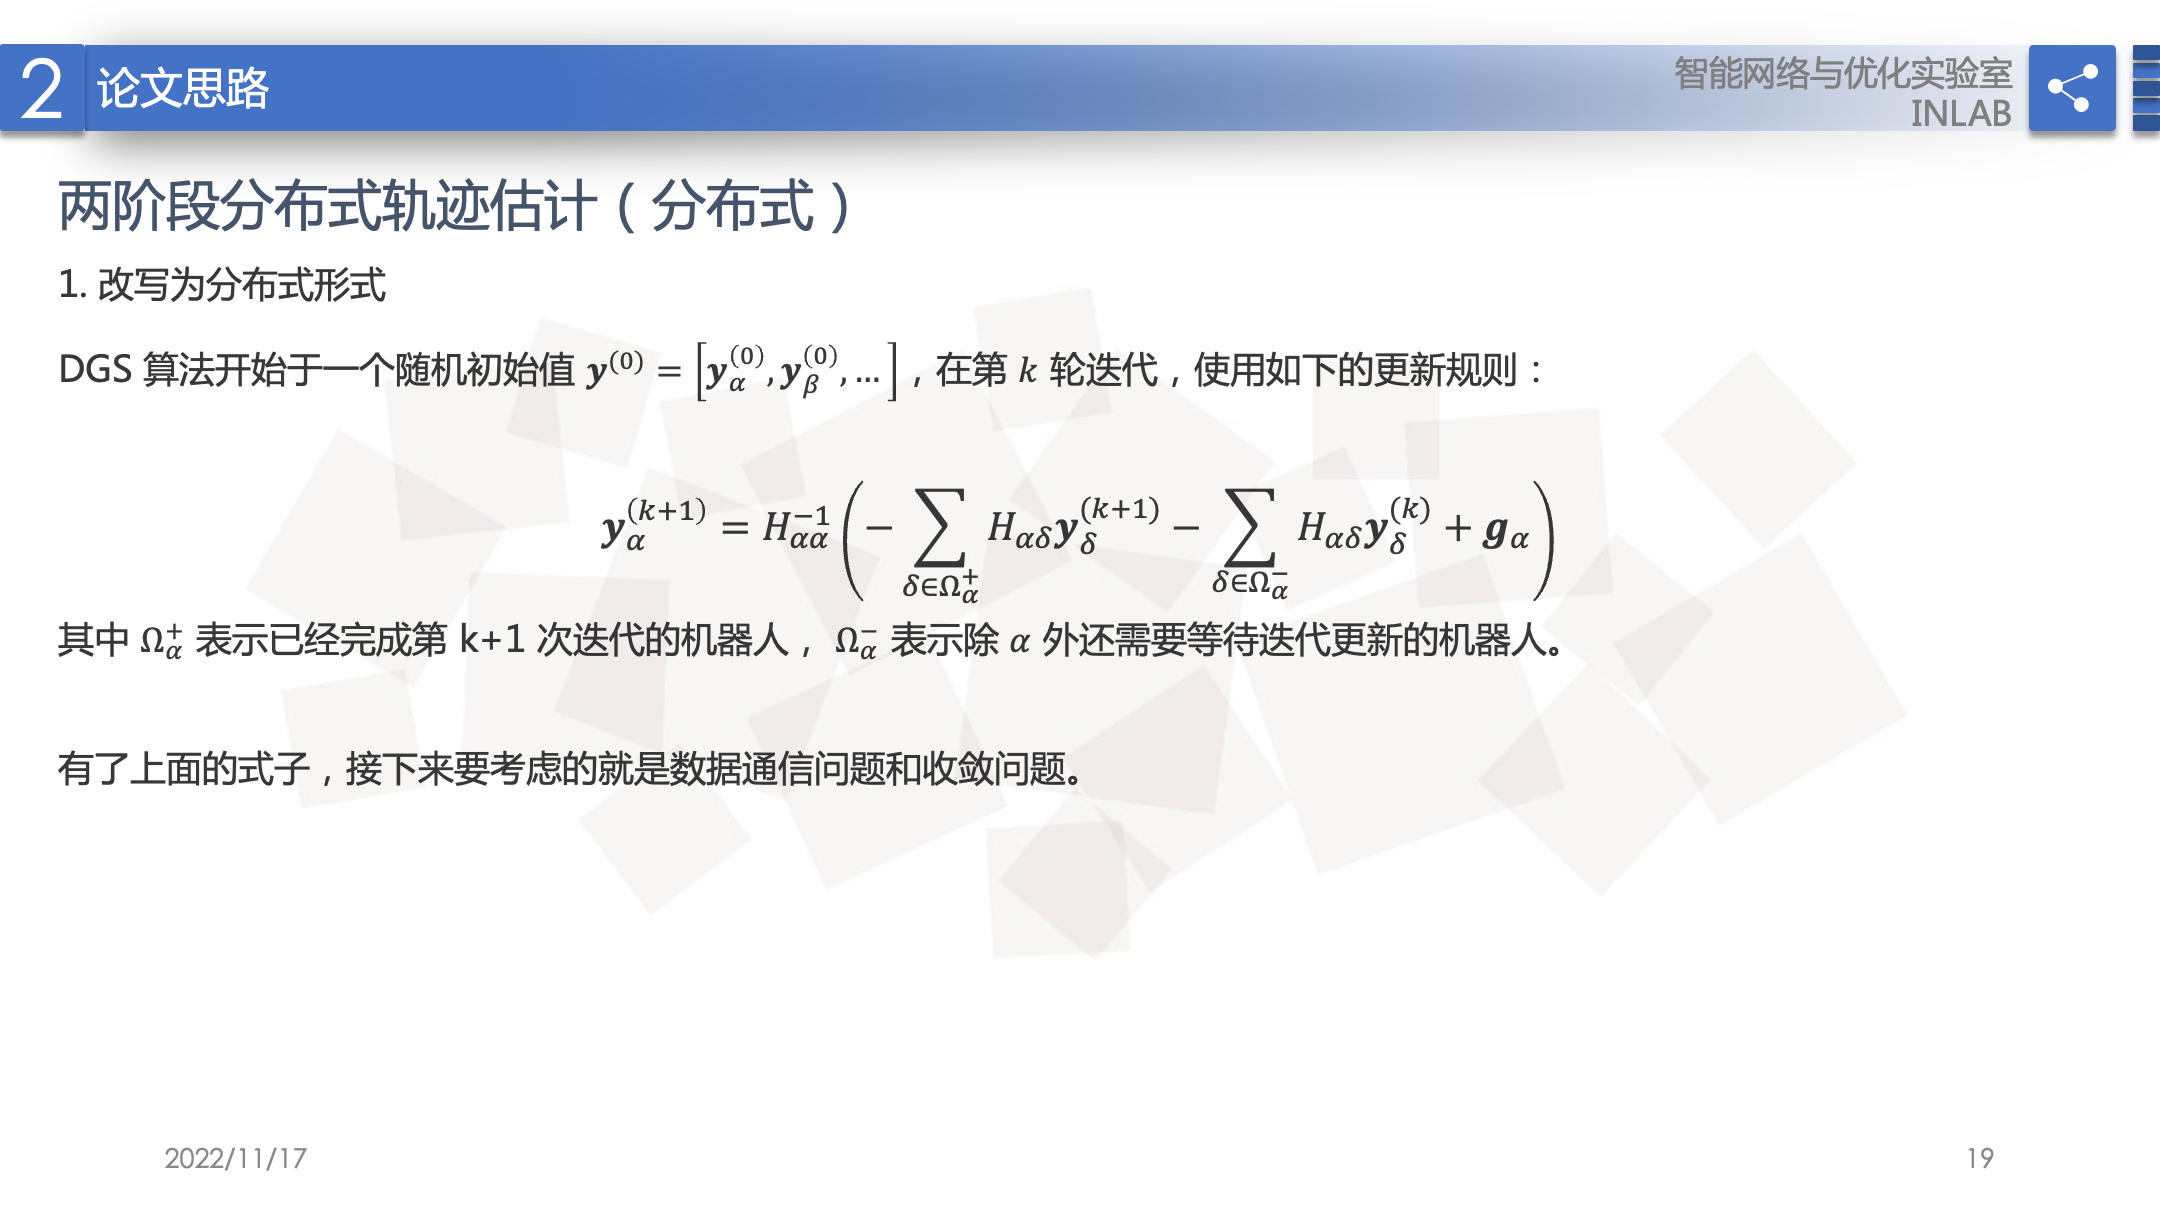 2 论文思路
智能网络与优化实验室
INLAB
两阶段分布式轨迹估计（分布式）
1. 改写为分布式形式
DGS 算法开始于一个随机初始值 $\boldsymbol{y}^{(0)} = \left[\boldsymbol{y}_{\alpha}^{(0)}, \boldsymbol{y}_{\beta}^{(0)}, \ldots\right]$，在第 $k$ 轮迭代，使用如下的更新规则：
$\boldsymbol{y}_{\alpha}^{(k+1)} = H_{\alpha\alpha}^{-1}\left(-\sum_{\delta\in\Omega_{\alpha}^{+}} H_{\alpha\delta}\boldsymbol{y}_{\delta}^{(k+1)} - \sum_{\delta\in\Omega_{\alpha}^{-}} H_{\alpha\delta}\boldsymbol{y}_{\delta}^{(k)} + \boldsymbol{g}_{\alpha}\right)$
其中 $\Omega_{\alpha}^{+}$ 表示已经完成第 k+1 次迭代的机器人， $\Omega_{\alpha}^{-}$ 表示除 $\alpha$ 外还需要等待迭代更新的机器人。
有了上面的式子，接下来要考虑的就是数据通信问题和收敛问题。
2022/11/17
19